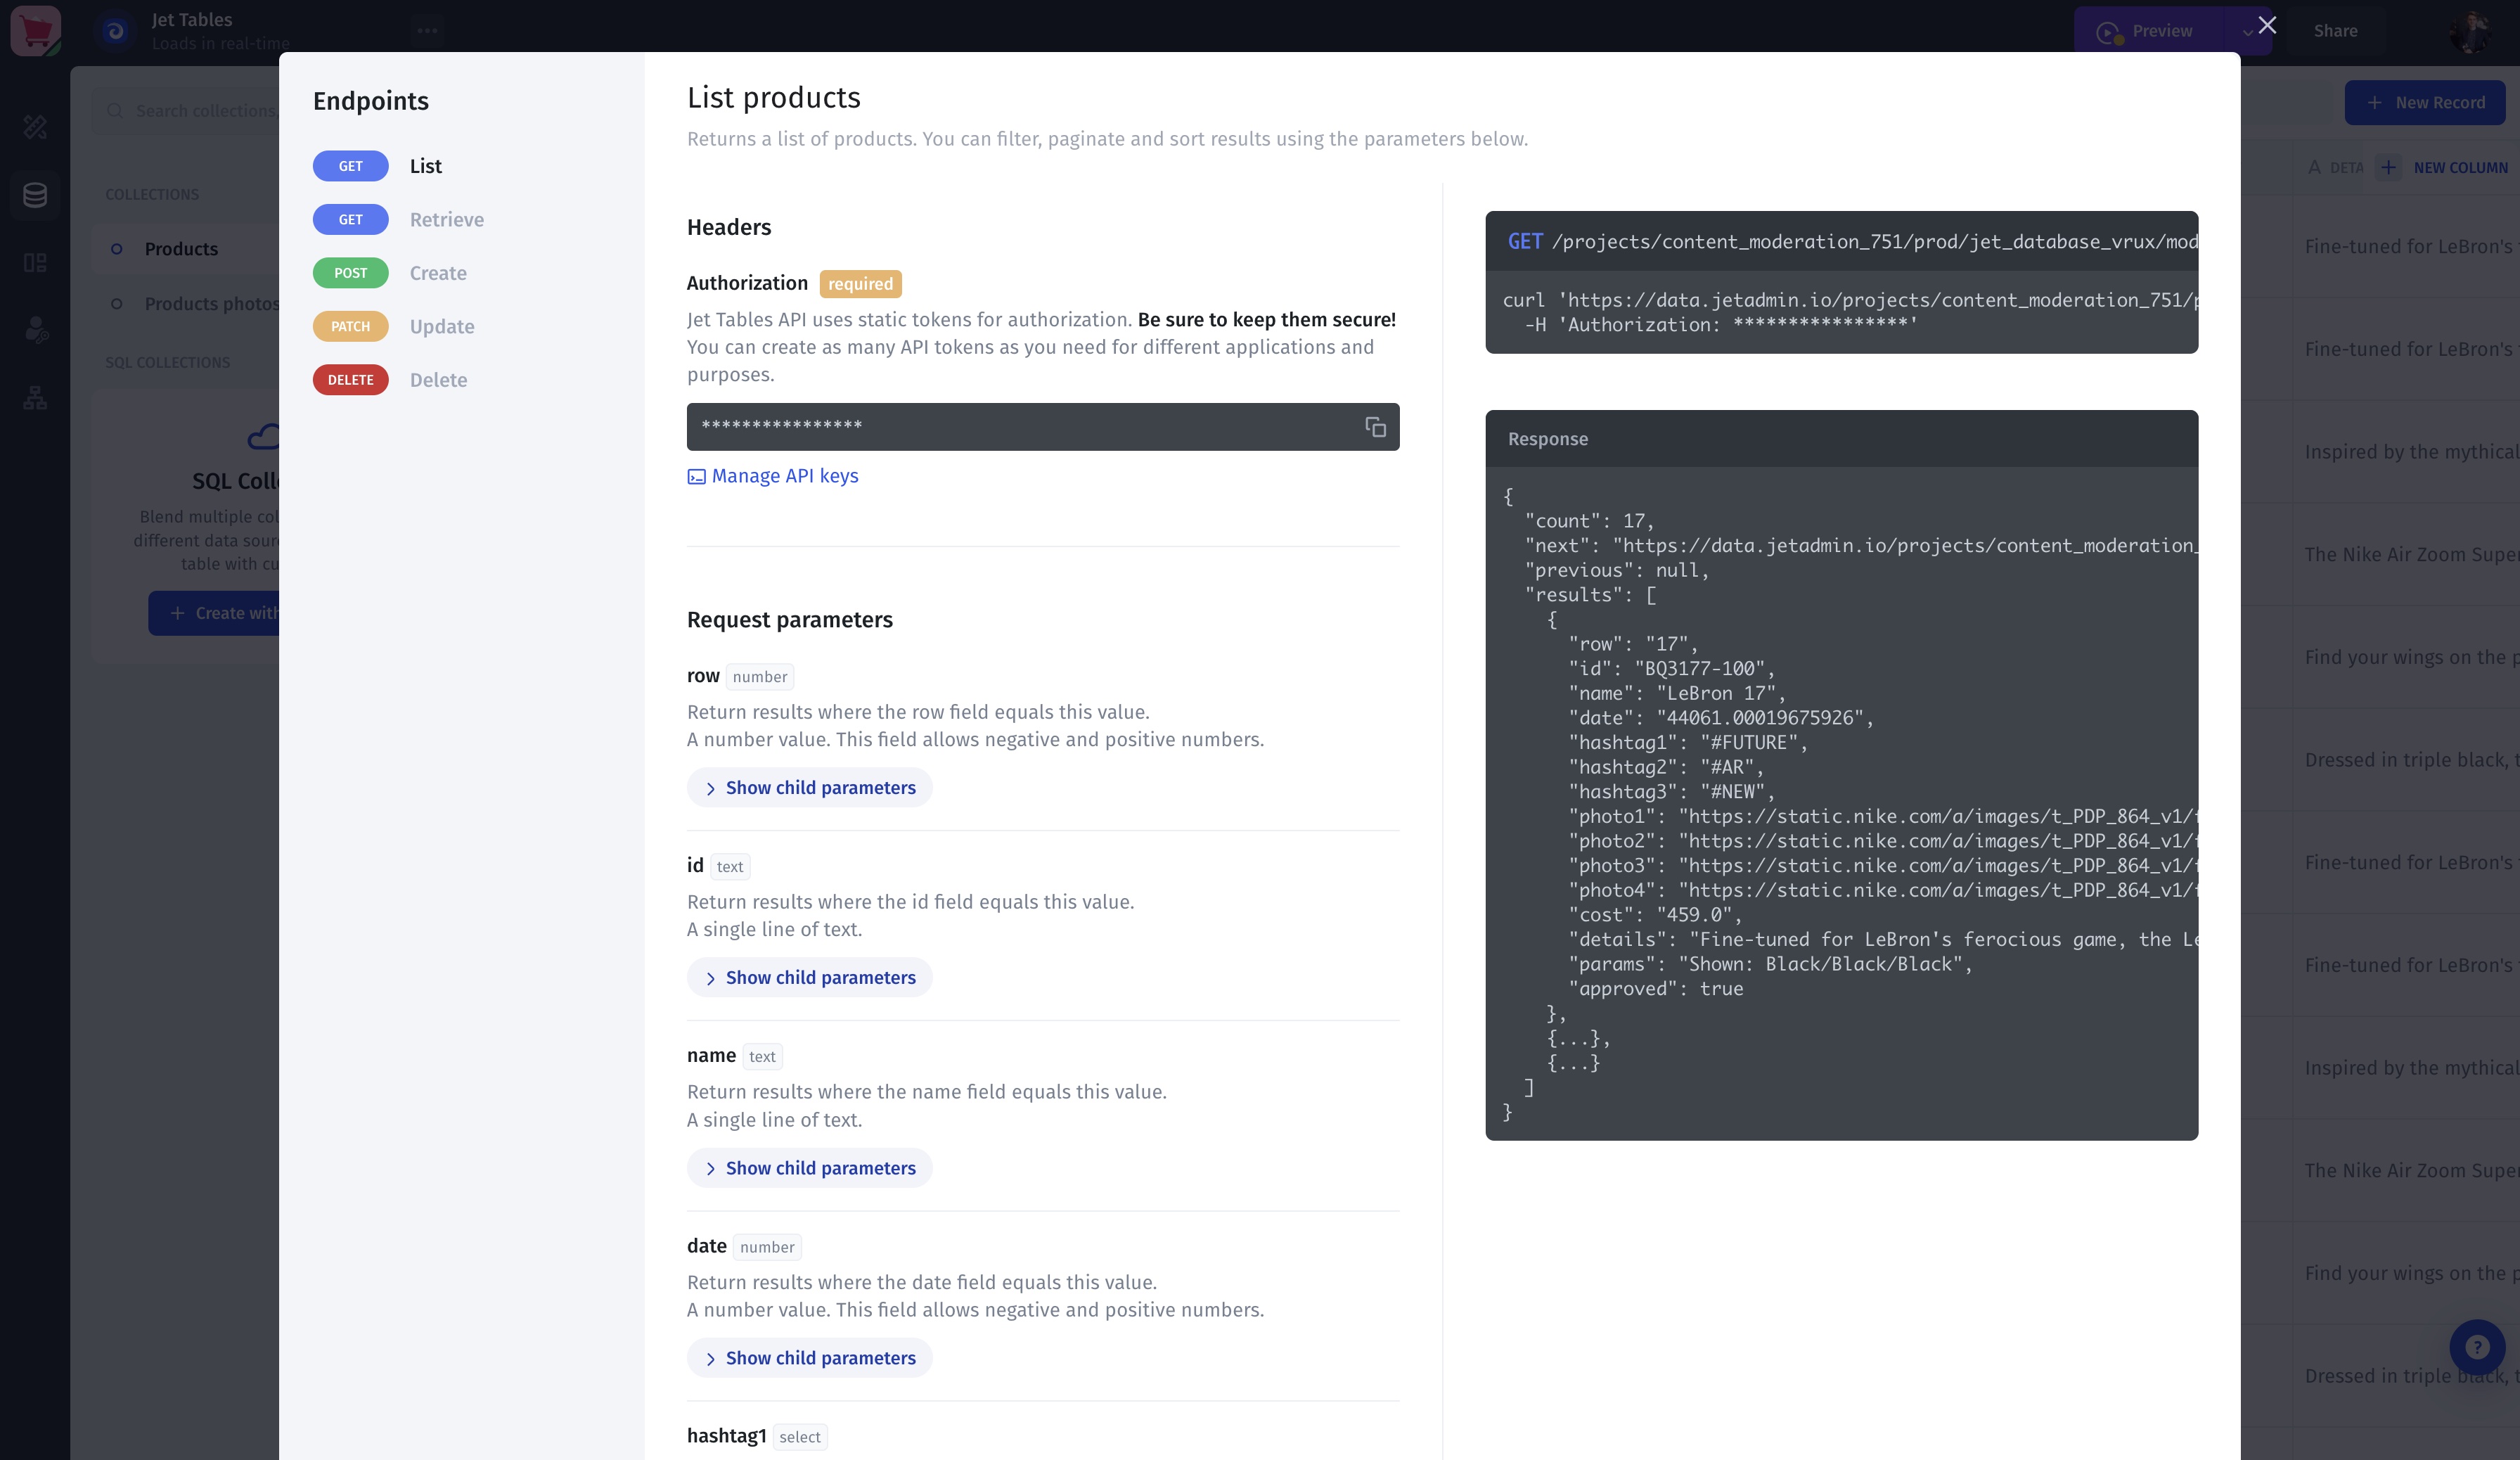 Jet Tables
Loads in real-time
Preview
Share
Search collections,
COLLECTIONS
Products
Products photos
SQL COLLECTIONS
SQL Colle
Blend multiple col
different data sour
table with cu
Create with
Endpoints
GET List
GET Retrieve
POST Create
PATCH Update
DELETE Delete
List products
Returns a list of products. You can filter, paginate and sort results using the parameters below.
Headers
Authorization required
Jet Tables API uses static tokens for authorization. Be sure to keep them secure!
You can create as many API tokens as you need for different applications and
purposes.
****************
Manage API keys
Request parameters
row number
Return results where the row field equals this value.
A number value. This field allows negative and positive numbers.
Show child parameters
id text
Return results where the id field equals this value.
A single line of text.
Show child parameters
name text
Return results where the name field equals this value.
A single line of text.
Show child parameters
date number
Return results where the date field equals this value.
A number value. This field allows negative and positive numbers.
Show child parameters
hashtag1 select
GET /projects/content_moderation_751/prod/jet_database_vrux/mod
curl 'https://data.jetadmin.io/projects/content_moderation_751/p
-H 'Authorization: ****************'
Response
{
"count": 17,
"next": "https://data.jetadmin.io/projects/content_moderation_
"previous": null,
"results": [
{
"row": "17",
"id": "BQ3177-100",
"name": "LeBron 17",
"date": "44061.00019675926",
"hashtag1": "#FUTURE",
"hashtag2": "#AR",
"hashtag3": "#NEW",
"photo1": "https://static.nike.com/a/images/t_PDP_864_v1/f
"photo2": "https://static.nike.com/a/images/t_PDP_864_v1/f
"photo3": "https://static.nike.com/a/images/t_PDP_864_v1/f
"photo4": "https://static.nike.com/a/images/t_PDP_864_v1/f
"cost": "459.0",
"details": "Fine-tuned for LeBron's ferocious game, the Le
"params": "Shown: Black/Black/Black",
"approved": true
},
{...},
{...}
]
}
New Record
A DETA
NEW COLUMN
Fine-tuned for LeBron's
Fine-tuned for LeBron's
Inspired by the mythical
The Nike Air Zoom Super
Find your wings on the p
Dressed in triple black, t
Fine-tuned for LeBron's
Fine-tuned for LeBron's
Inspired by the mythical
The Nike Air Zoom Super
Find your wings on the p
Dressed in triple black, t
?